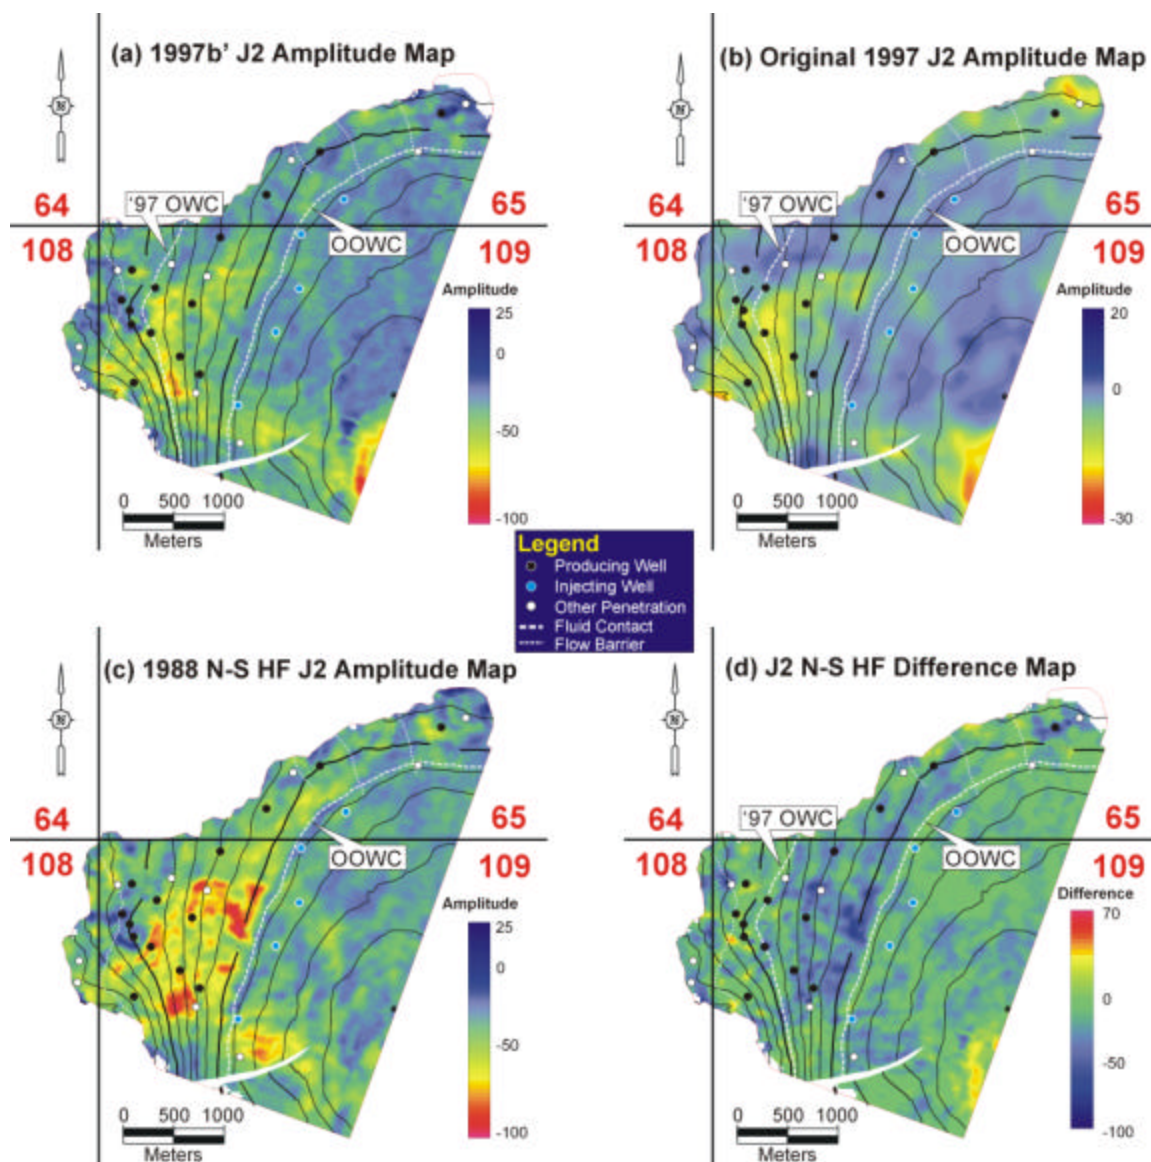 (a) 1997b' J2 Amplitude Map
N
64
65
'97 OWC
108
109
OOWC
Amplitude
25
0
-50
-100
0 500 1000
Meters
(b) Original 1997 J2 Amplitude Map
N
64
65
'97 OWC
108
109
OOWC
Amplitude
20
0
-30
0 500 1000
Meters
Legend
Producing Well
Injecting Well
Other Penetration
Fluid Contact
Flow Barrier
(c) 1988 N-S HF J2 Amplitude Map
N
64
65
OOWC
108
109
Amplitude
25
0
-50
-100
0 500 1000
Meters
(d) J2 N-S HF Difference Map
N
64
65
'97 OWC
OOWC
108
109
Difference
70
0
-50
-100
0 500 1000
Meters